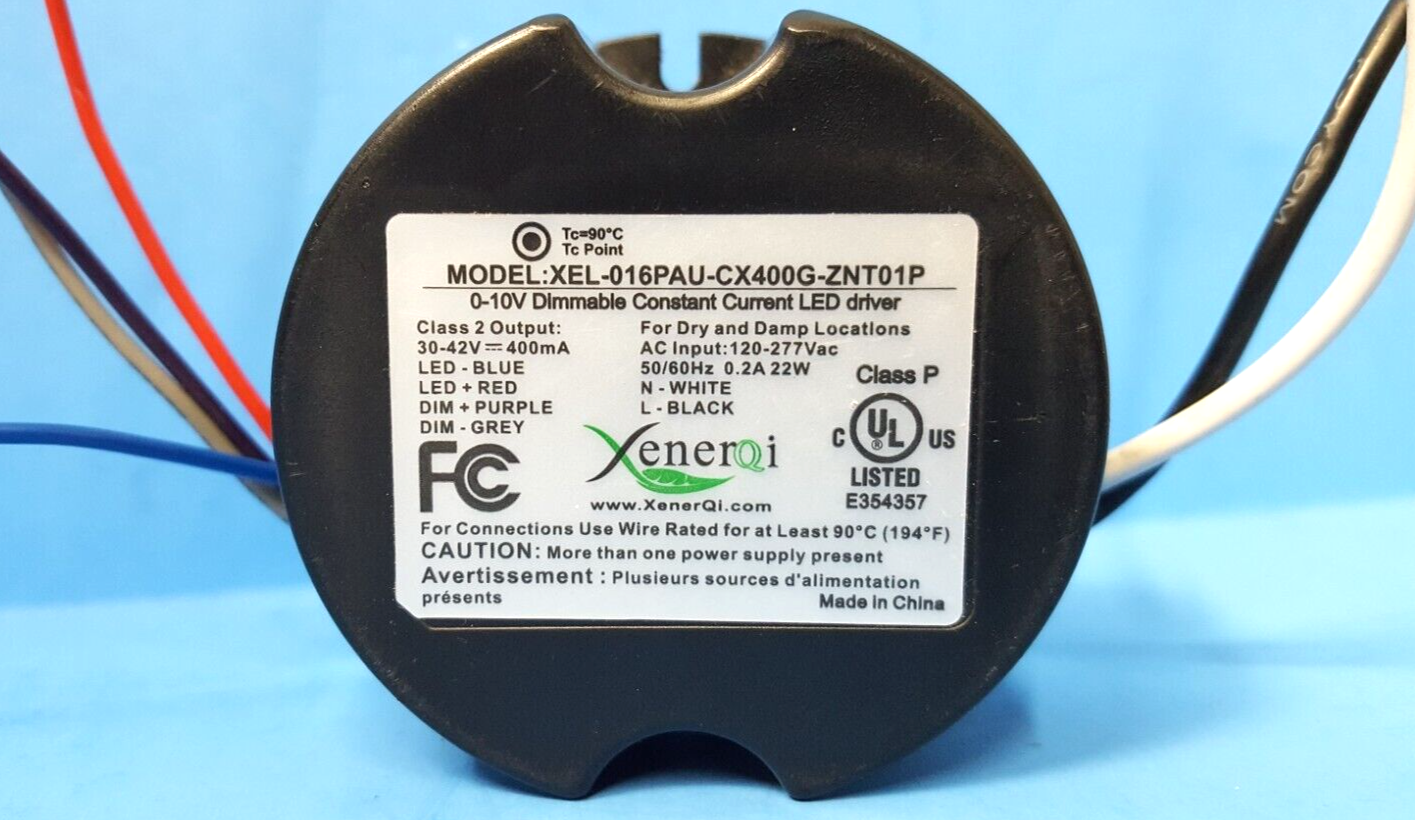 Tc=90°C
Tc Point
MODEL:XEL-016PAU-CX400G-ZNT01P
0-10V Dimmable Constant Current LED driver
Class 2 Output:
30-42V⎓400mA
LED - BLUE
LED + RED
DIM + PURPLE
DIM - GREY
For Dry and Damp Locations
AC Input:120-277Vac
50/60Hz 0.2A 22W
N - WHITE
L - BLACK
Class P
FCC
XenerQi
www.XenerQi.com
C UL® US
LISTED
E354357
For Connections Use Wire Rated for at Least 90°C (194°F)
CAUTION: More than one power supply present
Avertissement : Plusieurs sources d'alimentation
présents
Made in China